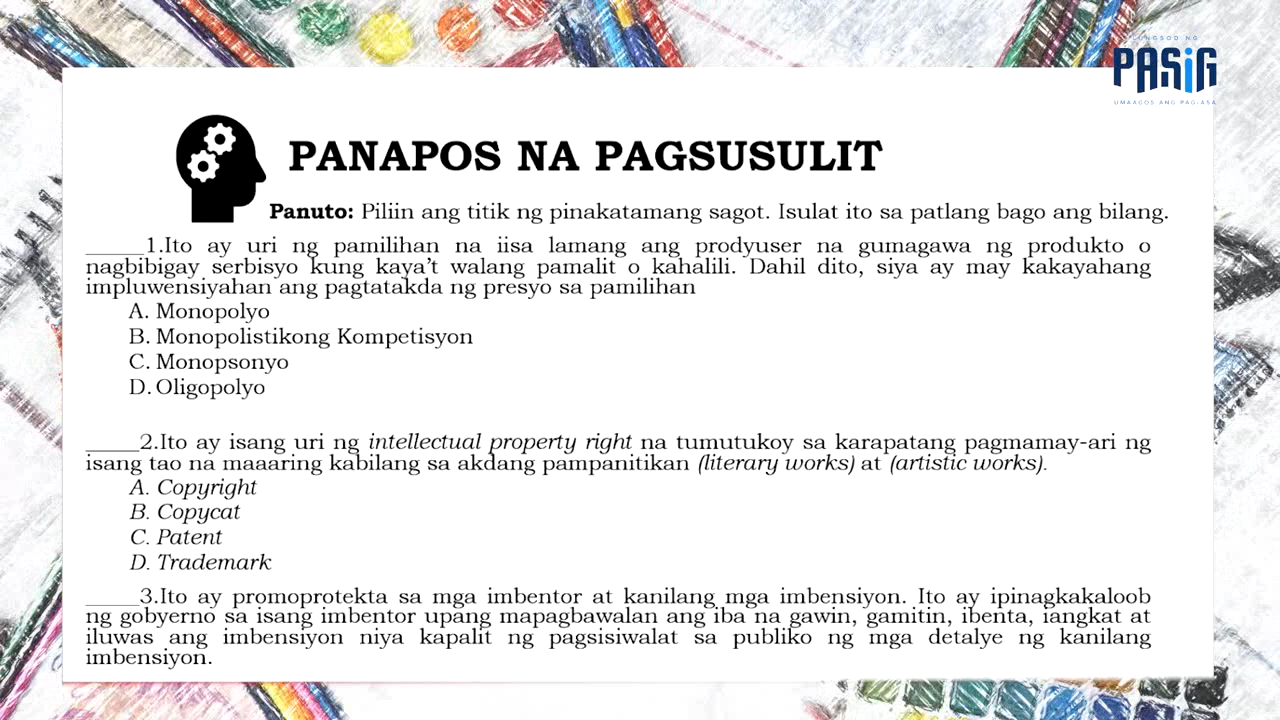 LUNGSOD NG
PASIG
UMAAGOS ANG PAG-ASA
PANAPOS NA PAGSUSULIT
Panuto: Piliin ang titik ng pinakatamang sagot. Isulat ito sa patlang bago ang bilang.
_____1.Ito ay uri ng pamilihan na iisa lamang ang prodyuser na gumagawa ng produkto o
nagbibigay serbisyo kung kaya't walang pamalit o kahalili. Dahil dito, siya ay may kakayahang
impluwensiyahan ang pagtatakda ng presyo sa pamilihan
A. Monopolyo
B. Monopolistikong Kompetisyon
C. Monopsonyo
D. Oligopolyo
_____2.Ito ay isang uri ng intellectual property right na tumutukoy sa karapatang pagmamay-ari ng
isang tao na maaaring kabilang sa akdang pampanitikan (literary works) at (artistic works).
A. Copyright
B. Copycat
C. Patent
D. Trademark
_____3.Ito ay promoprotekta sa mga imbentor at kanilang mga imbensiyon. Ito ay ipinagkakaloob
ng gobyerno sa isang imbentor upang mapagbawalan ang iba na gawin, gamitin, ibenta, iangkat at
iluwas ang imbensiyon niya kapalit ng pagsisiwalat sa publiko ng mga detalye ng kanilang
imbensiyon.